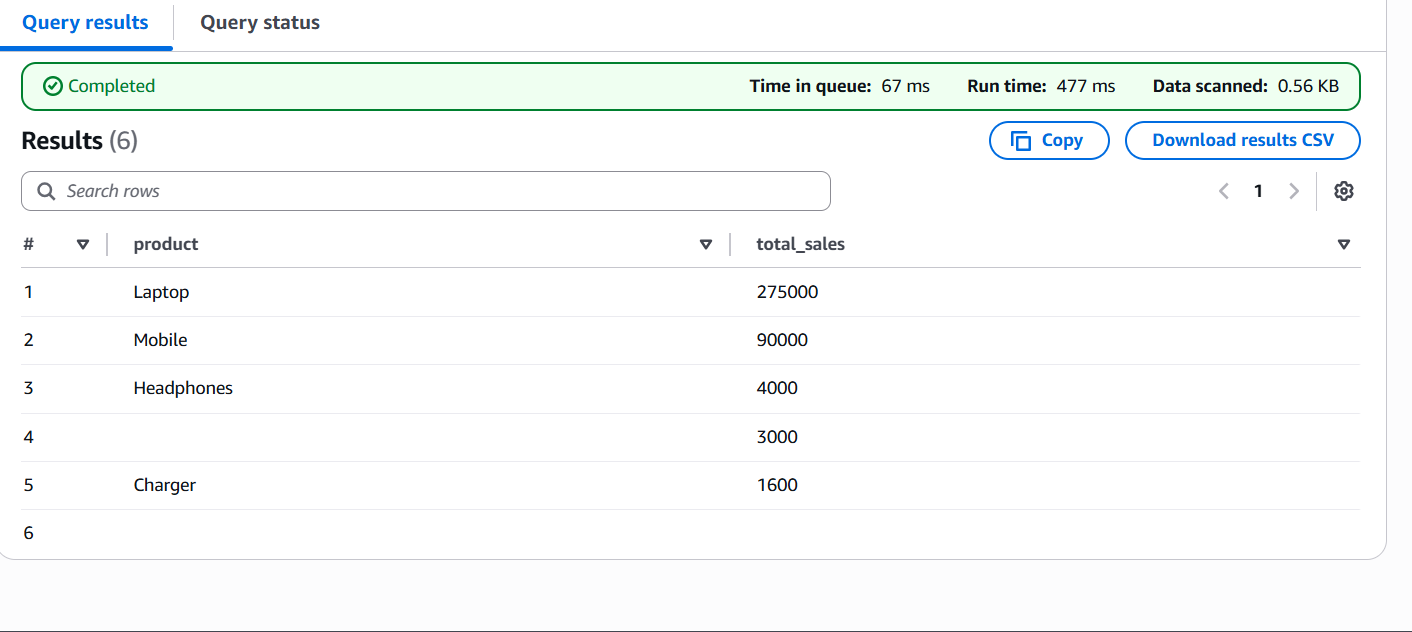 Query results Query status
Completed Time in queue: 67 ms Run time: 477 ms Data scanned: 0.56 KB
Results (6) Copy Download results CSV
Search rows 1
# product total_sales
1 Laptop 275000
2 Mobile 90000
3 Headphones 4000
4 3000
5 Charger 1600
6